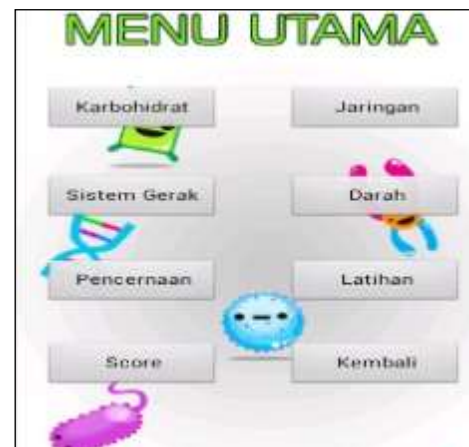 MENU UTAMA
Karbohidrat Jaringan
Sistem Gerak Darah
Pencernaan Latihan
Score Kembali